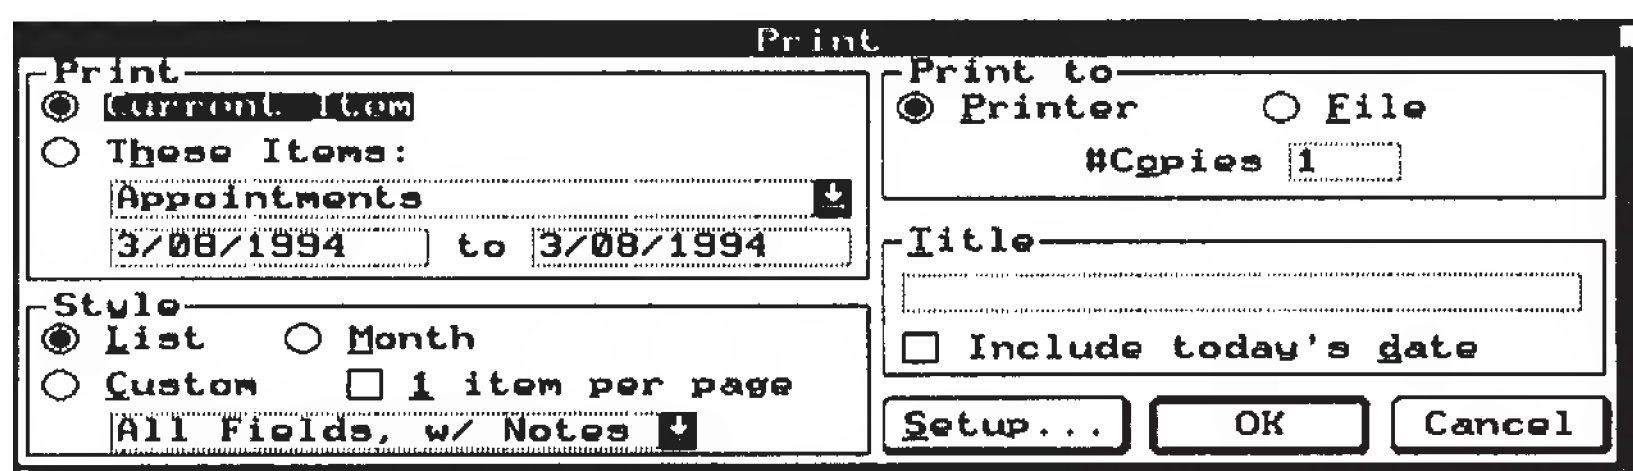 Print
Print
Current Item
These Items:
Appointments
3/08/1994 to 3/08/1994
Style
List Month
Custom 1 item per page
All Fields, w/ Notes
Print to
Printer File
#Copies 1
Title
Include today's date
Setup... OK Cancel